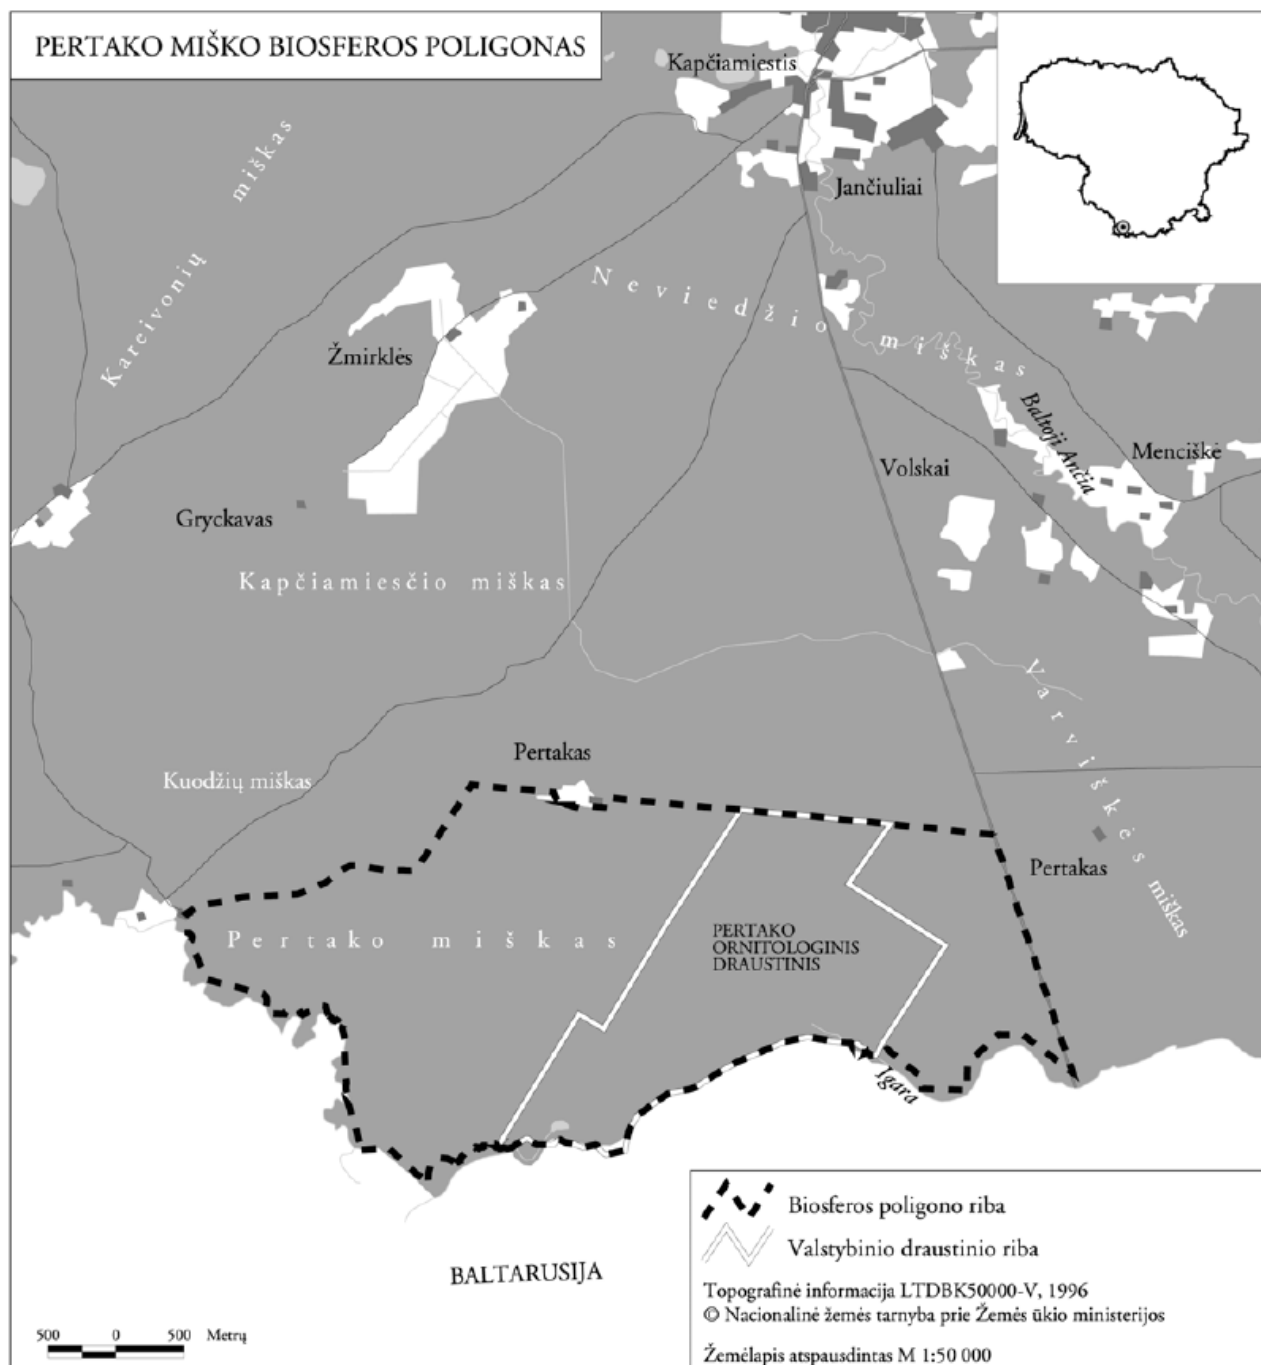 PERTAKO MIŠKO BIOSFEROS POLIGONAS
Kapčiamiestis
Kareivonių miškas
Jančiuliai
Neviedžio miškas
Žmirklės
Baltoji Ančia
Menciškė
Volskai
Gryckavas
Kapčiamiesčio miškas
Varviškės miškas
Pertakas
Kuodžių miškas
Pertakas
Pertako miškas
PERTAKO
ORNITOLOGINIS
DRAUSTINIS
Igara
BALTARUSIJA
Biosferos poligono riba
Valstybinio draustinio riba
Topografinė informacija LTDBK50000-V, 1996
© Nacionalinė žemės tarnyba prie Žemės ūkio ministerijos
Žemėlapis atspausdintas M 1:50 000
500 0 500 Metrų